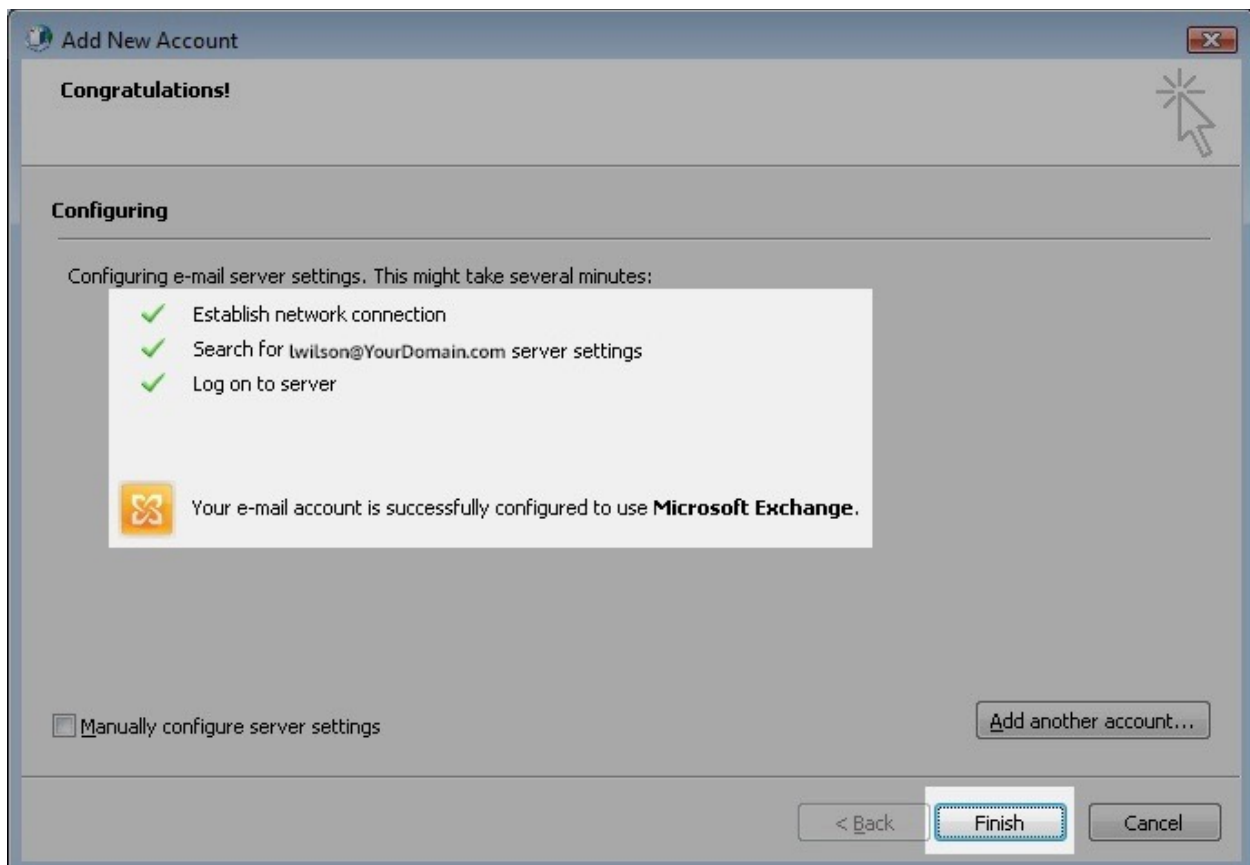 Add New Account
Congratulations!
Configuring
Configuring e-mail server settings. This might take several minutes:
Establish network connection
Search for lwilson@YourDomain.com server settings
Log on to server
Your e-mail account is successfully configured to use Microsoft Exchange.
Manually configure server settings
Add another account...
< Back
Finish
Cancel